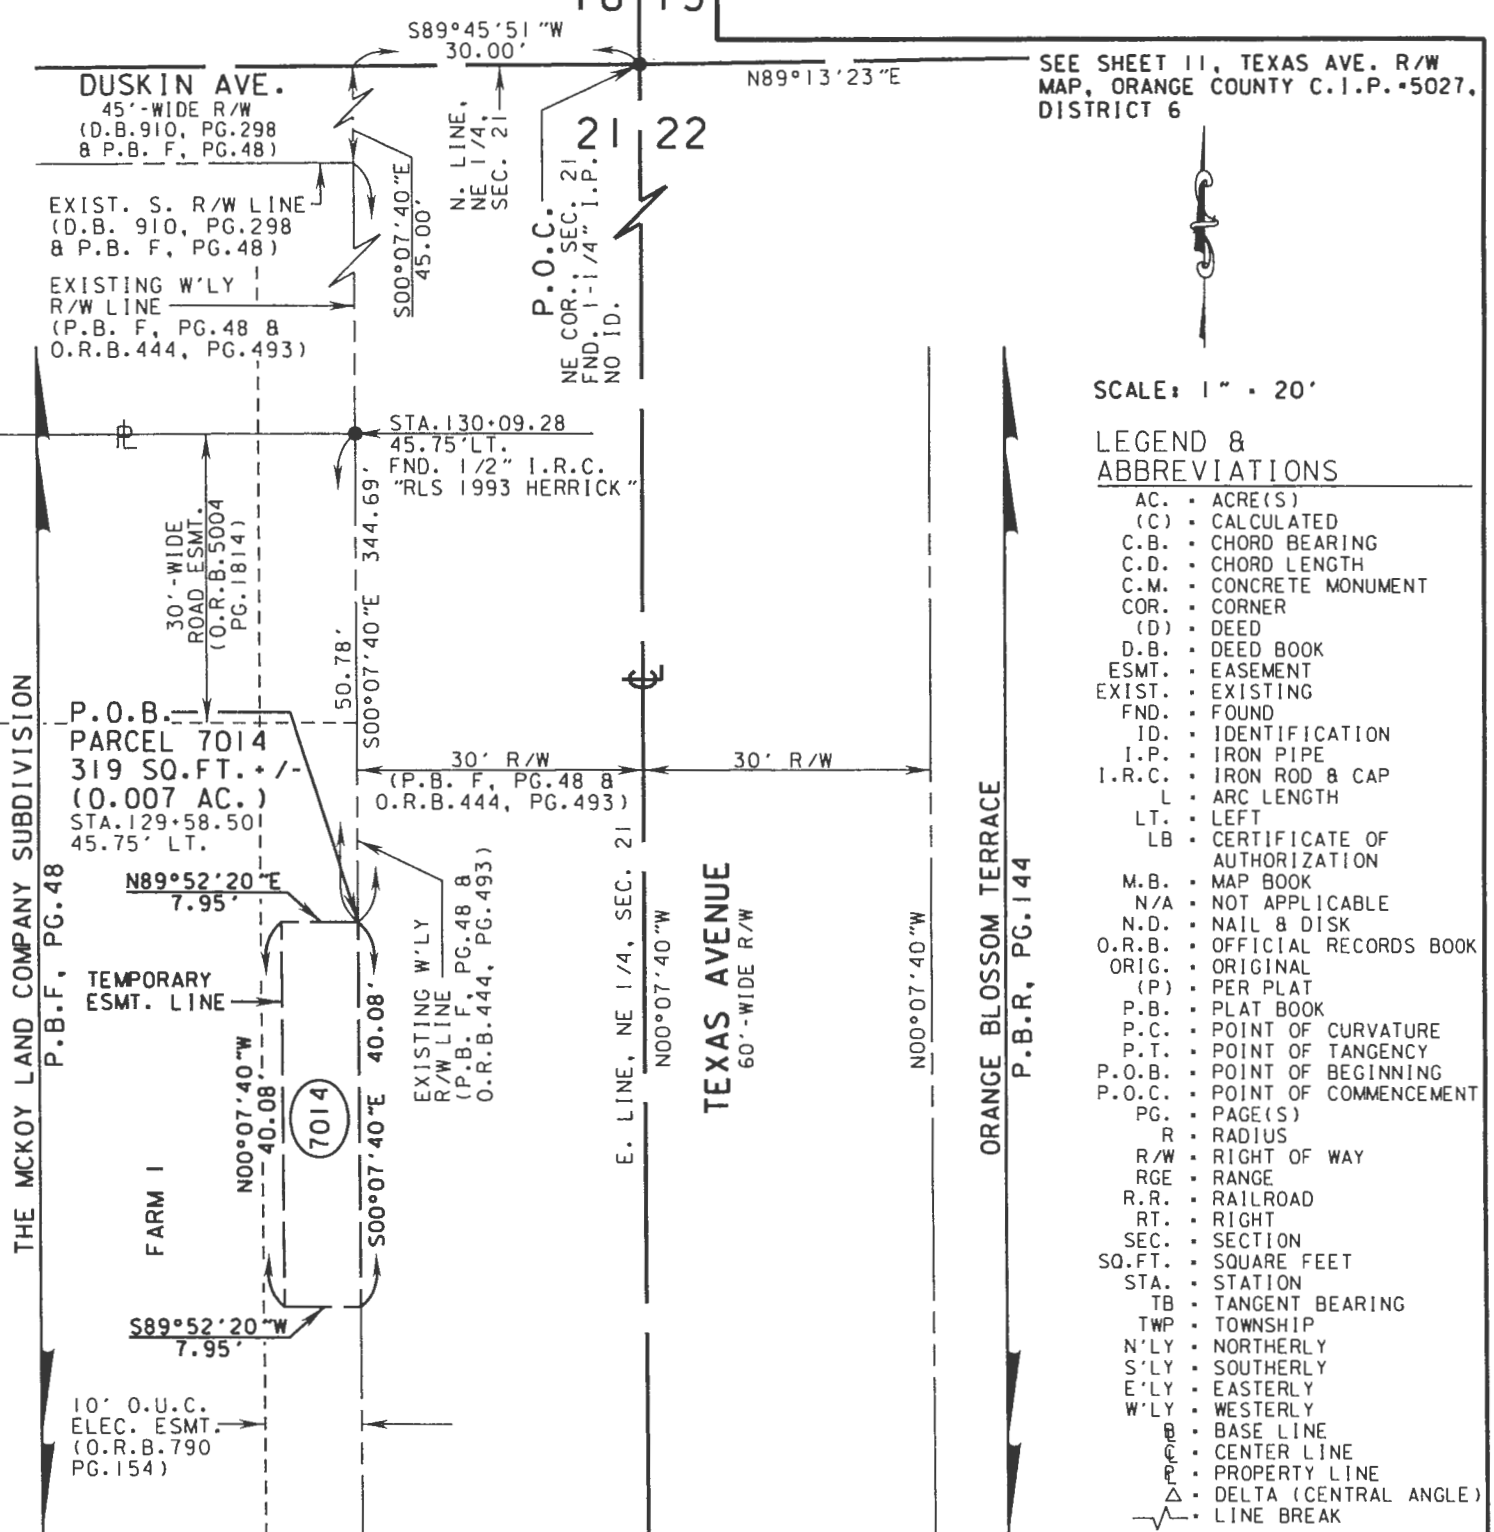 S89°45'51"W
30.00'
DUSKIN AVE.
45'-WIDE R/W
(D.B.910, PG.298
& P.B. F, PG.48)
N89°13'23"E
SEE SHEET 11, TEXAS AVE. R/W
MAP, ORANGE COUNTY C.I.P.#5027,
DISTRICT 6
N. LINE,
NE 1/4,
SEC. 21
21 22
EXIST. S. R/W LINE
(D.B. 910, PG.298
& P.B. F, PG.48)
S00°07'40"E
45.00'
P.O.C.
NE COR., SEC. 21
FND. 1-1/4" I.P.
NO ID.
EXISTING W'LY
R/W LINE
(P.B. F, PG.48 &
O.R.B.444, PG.493)
STA.130+09.28
45.75'LT.
FND. 1/2" I.R.C.
"RLS 1993 HERRICK"
30'-WIDE
ROAD ESMT.
(O.R.B.5004
PG.1814)
50.78'
S00°07'40"E 344.69'
P.O.B.
PARCEL 7014
319 SQ.FT.+/-
(0.007 AC.)
STA.129+58.50
45.75' LT.
30' R/W
(P.B. F, PG.48 &
O.R.B.444, PG.493)
30' R/W
N89°52'20"E
7.95'
TEMPORARY
ESMT. LINE
N00°07'40"W
40.08'
7014
S00°07'40"E 40.08'
EXISTING W'LY
R/W LINE
(P.B. F, PG.48 &
O.R.B.444, PG.493)
E. LINE, NE 1/4, SEC. 21
N00°07'40"W
TEXAS AVENUE
60'-WIDE R/W
N00°07'40"W
ORANGE BLOSSOM TERRACE
P.B.R, PG.144
THE MCKOY LAND COMPANY SUBDIVISION
P.B.F, PG.48
FARM 1
S89°52'20"W
7.95'
10' O.U.C.
ELEC. ESMT.
(O.R.B.790
PG.154)
SCALE: 1" = 20'
LEGEND &
ABBREVIATIONS
AC. = ACRE(S)
(C) = CALCULATED
C.B. = CHORD BEARING
C.D. = CHORD LENGTH
C.M. = CONCRETE MONUMENT
COR. = CORNER
(D) = DEED
D.B. = DEED BOOK
ESMT. = EASEMENT
EXIST. = EXISTING
FND. = FOUND
ID. = IDENTIFICATION
I.P. = IRON PIPE
I.R.C. = IRON ROD & CAP
L = ARC LENGTH
LT. = LEFT
LB = CERTIFICATE OF
AUTHORIZATION
M.B. = MAP BOOK
N/A = NOT APPLICABLE
N.D. = NAIL & DISK
O.R.B. = OFFICIAL RECORDS BOOK
ORIG. = ORIGINAL
(P) = PER PLAT
P.B. = PLAT BOOK
P.C. = POINT OF CURVATURE
P.T. = POINT OF TANGENCY
P.O.B. = POINT OF BEGINNING
P.O.C. = POINT OF COMMENCEMENT
PG. = PAGE(S)
R = RADIUS
R/W = RIGHT OF WAY
RGE = RANGE
R.R. = RAILROAD
RT. = RIGHT
SEC. = SECTION
SQ.FT. = SQUARE FEET
STA. = STATION
TB = TANGENT BEARING
TWP = TOWNSHIP
N'LY = NORTHERLY
S'LY = SOUTHERLY
E'LY = EASTERLY
W'LY = WESTERLY
= BASE LINE
℄ = CENTER LINE
= PROPERTY LINE
△ = DELTA (CENTRAL ANGLE)
= LINE BREAK